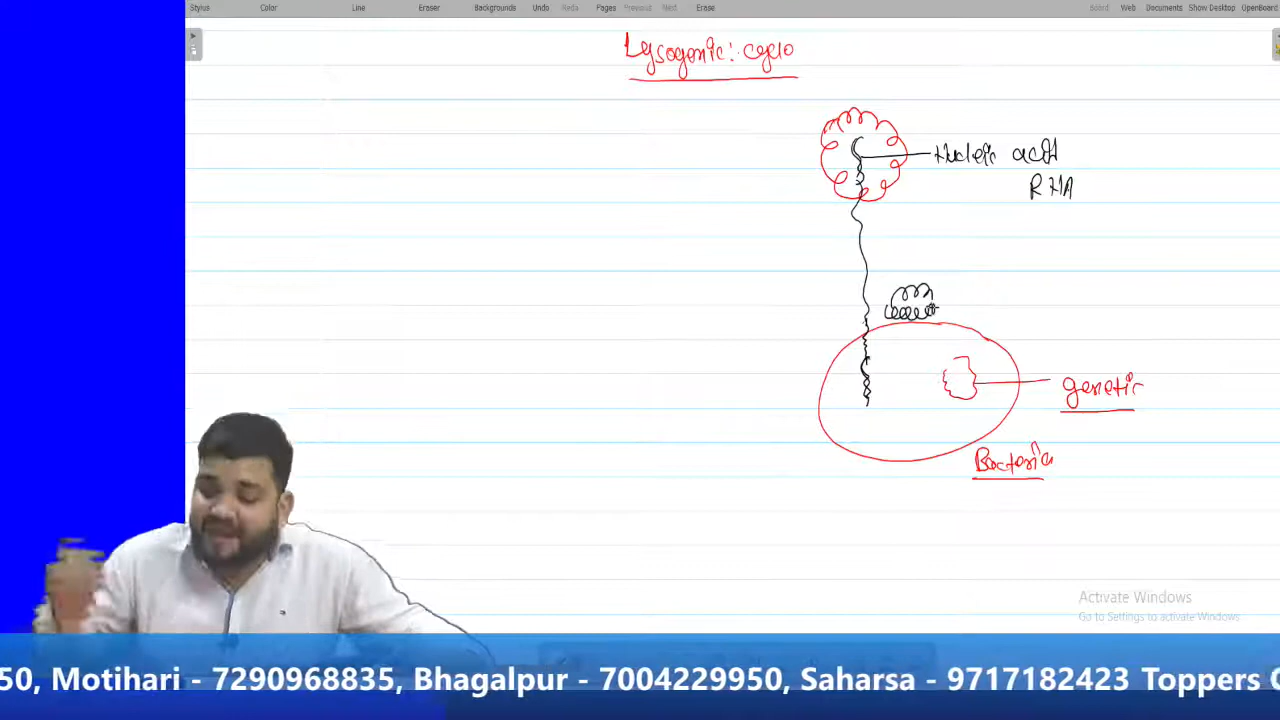 Stylus Color Line Eraser Backgrounds Undo Redo Pages Previous Next Erase Board Web Documents Show Desktop OpenBoard
Lysogenic: cyclo
Nucleic acid
RNA
genetic
Bacteria
Activate Windows
Go to Settings to activate Windows.
50, Motihari - 7290968835, Bhagalpur - 7004229950, Saharsa - 9717182423 Toppers